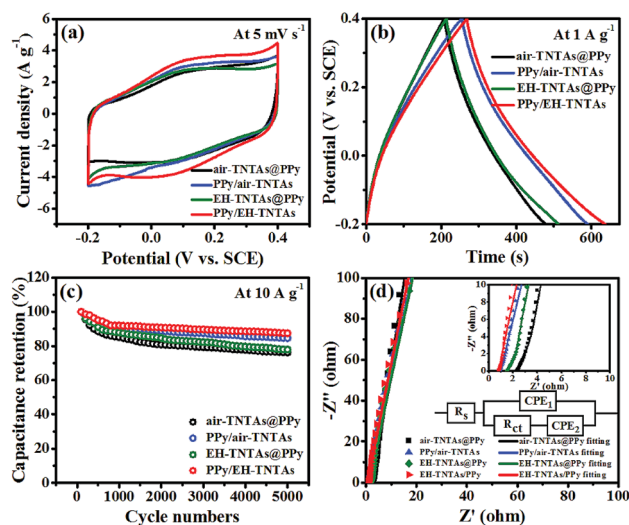 (a) At 5 mV s⁻¹
6
4
2
0
-2
-4
-6
Current density (A g⁻¹)
air-TNTAs@PPy
PPy/air-TNTAs
EH-TNTAs@PPy
PPy/EH-TNTAs
-0.2 0.0 0.2 0.4
Potential (V vs. SCE)
(b) At 1 A g⁻¹
0.4
0.2
0.0
-0.2
Potential (V vs. SCE)
air-TNTAs@PPy
PPy/air-TNTAs
EH-TNTAs@PPy
PPy/EH-TNTAs
0 200 400 600
Time (s)
(c) At 10 A g⁻¹
120
100
80
60
40
20
0
Capacitance retention (%)
air-TNTAs@PPy
PPy/air-TNTAs
EH-TNTAs@PPy
PPy/EH-TNTAs
0 1000 2000 3000 4000 5000
Cycle numbers
(d)
100
80
60
40
20
0
-Z'' (ohm)
10
8
6
4
2
0
-Z'' (ohm)
0 2 4 6 8 10
Z' (ohm)
Rs CPE1 Rct CPE2
air-TNTAs@PPy air-TNTAs@PPy fitting
PPy/air-TNTAs PPy/air-TNTAs fitting
EH-TNTAs@PPy EH-TNTAs@PPy fitting
EH-TNTAs/PPy EH-TNTAs/PPy fitting
0 20 40 60 80 100
Z' (ohm)